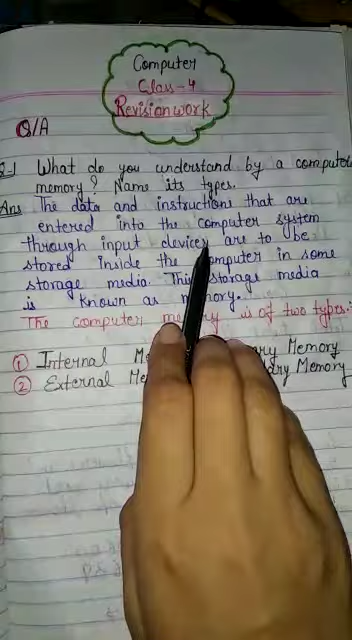 Computer
Class-4
Revision work
Q/A
Q-1 What do you understand by a computer
memory? Name its types.
Ans The data and instructions that are
entered into the computer system
through input devices are to be
stored inside the computer in some
storage media. This storage media
is known as memory.
The computer memory is of two types.
① Internal Memory
② External Memory